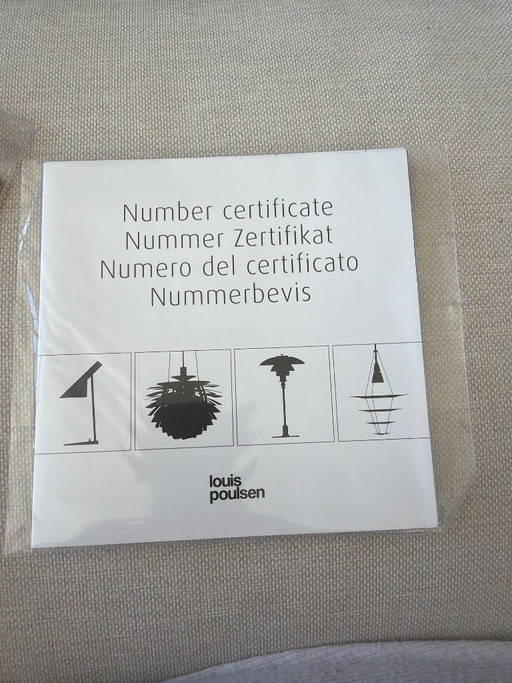 Number certificate
Nummer Zertifikat
Numero del certificato
Nummerbevis
louis
poulsen